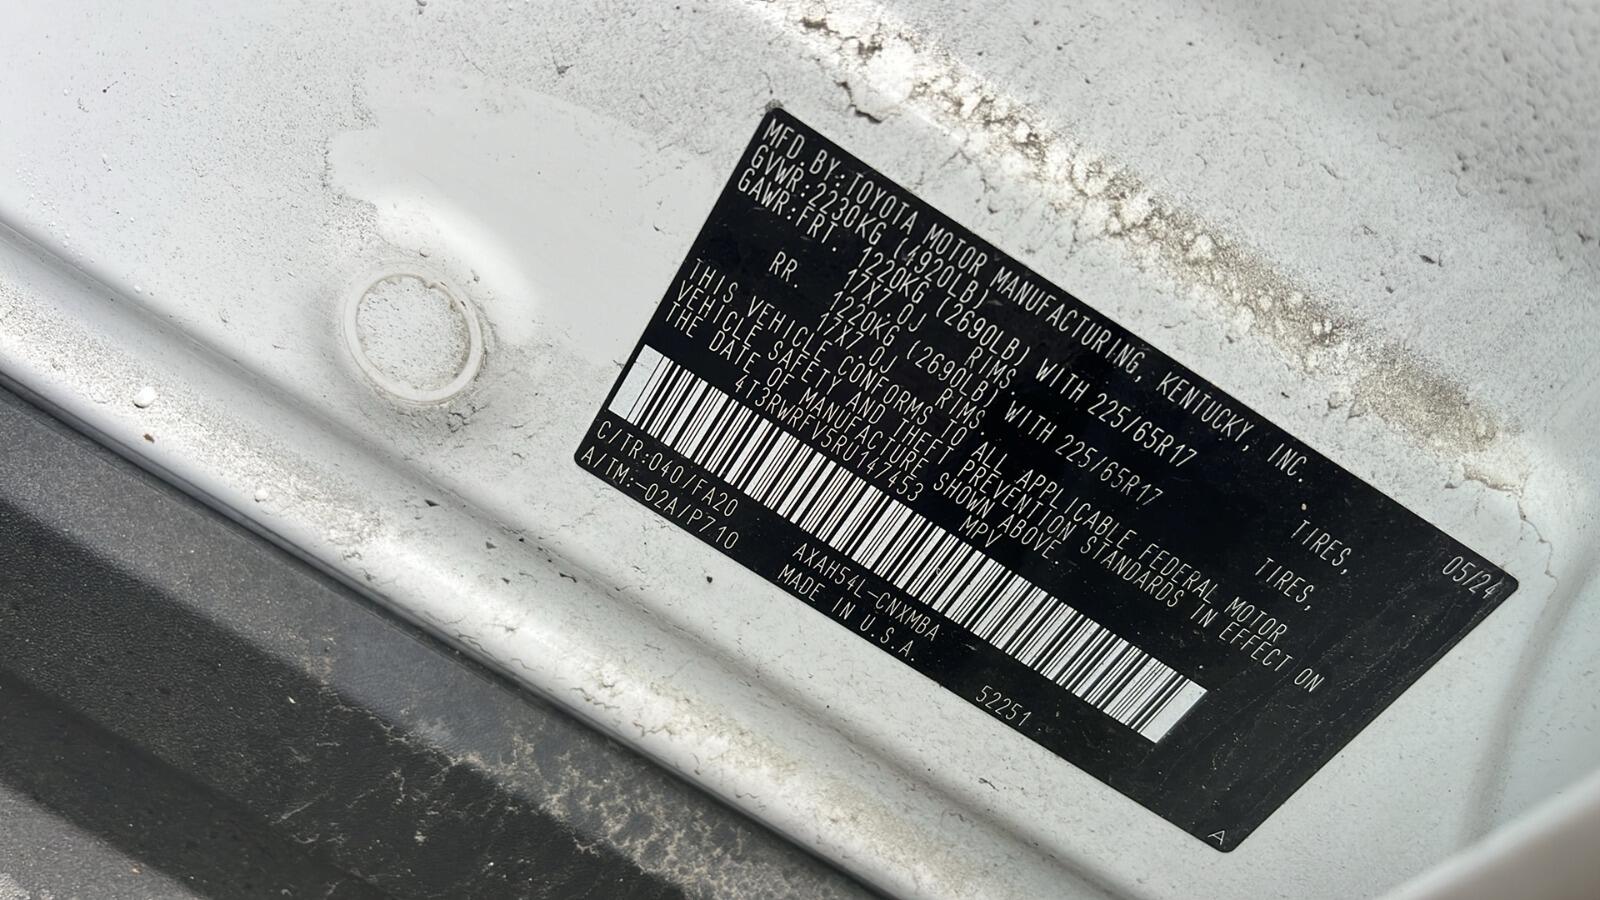 MFD.BY:TOYOTA MOTOR MANUFACTURING, KENTUCKY, INC. 05/24
GVWR:2230KG (4920LB)
GAWR:FRT. 1220KG (2690LB) WITH 225/65R17 TIRES,
17X7.0J RIMS
RR. 1220KG (2690LB) WITH 225/65R17 TIRES,
17X7.0J RIMS
THIS VEHICLE CONFORMS TO ALL APPLICABLE FEDERAL MOTOR
VEHICLE SAFETY AND THEFT PREVENTION STANDARDS IN EFFECT ON
THE DATE OF MANUFACTURE SHOWN ABOVE
4T3RWRFV5RU147453 MPV
C/TR:040/FA20 AXAH54L-CNXMBA
A/TM:-02A/P710 MADE IN U.S.A. 52251
A